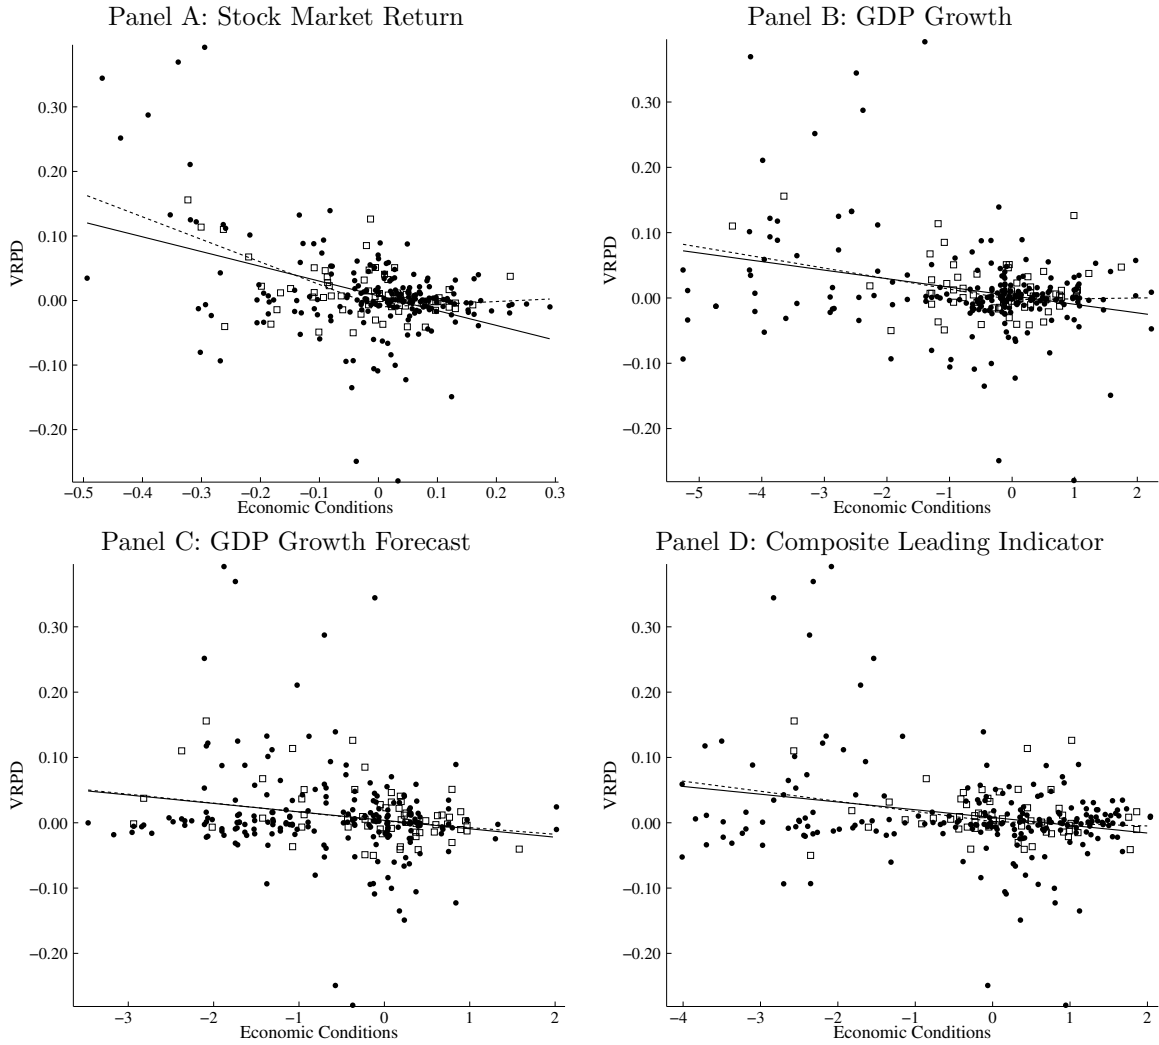 Panel A: Stock Market Return
VRPD
0.30
0.20
0.10
0.00
−0.10
−0.20
−0.5 −0.4 −0.3 −0.2 −0.1 0 0.1 0.2 0.3
Economic Conditions
Panel B: GDP Growth
VRPD
0.30
0.20
0.10
0.00
−0.10
−0.20
−5 −4 −3 −2 −1 0 1 2
Economic Conditions
Panel C: GDP Growth Forecast
VRPD
0.30
0.20
0.10
0.00
−0.10
−0.20
−3 −2 −1 0 1 2
Economic Conditions
Panel D: Composite Leading Indicator
VRPD
0.30
0.20
0.10
0.00
−0.10
−0.20
−4 −3 −2 −1 0 1 2
Economic Conditions